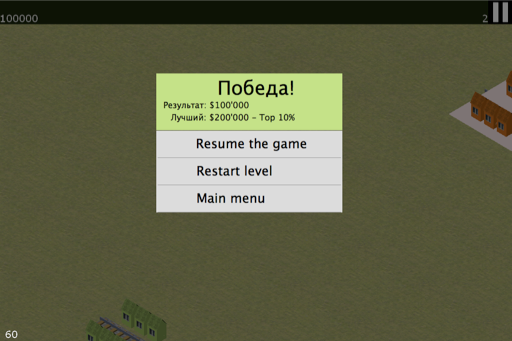 100000
2
Победа!
Результат: $100'000
Лучший: $200'000 – Top 10%
Resume the game
Restart level
Main menu
60